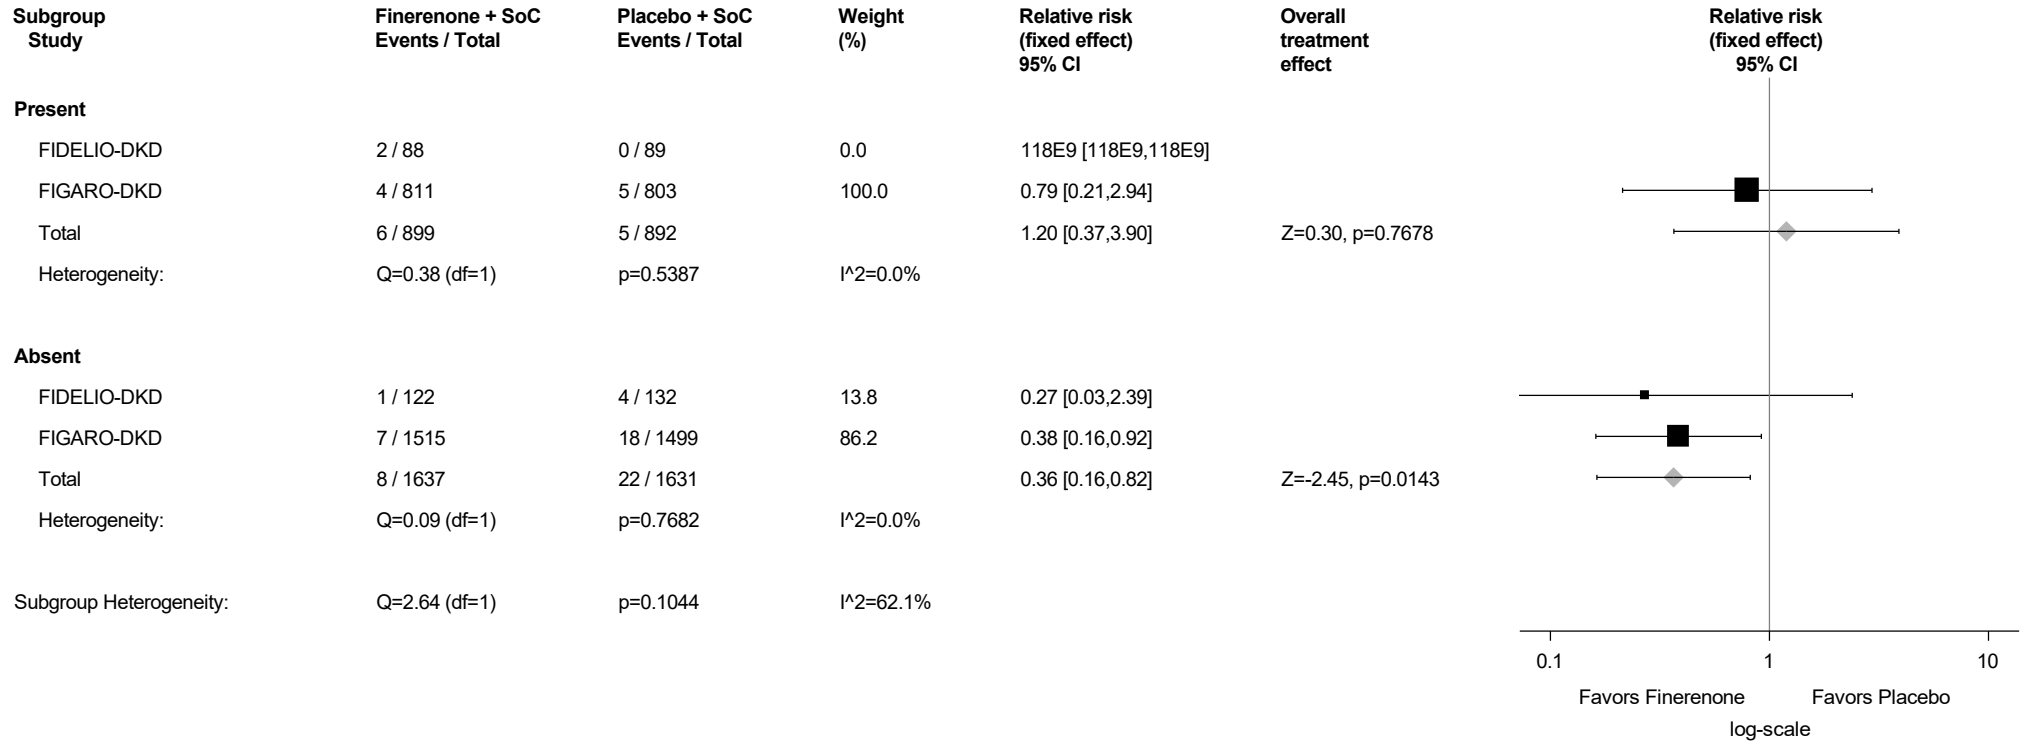 Subgroup Finerenone + SoC Placebo + SoC Weight Relative risk Overall Relative risk
Study Events / Total Events / Total (%) (fixed effect) treatment (fixed effect)
95% CI effect 95% CI
Present
FIDELIO-DKD 2 / 88 0 / 89 0.0 118E9 [118E9,118E9]
FIGARO-DKD 4 / 811 5 / 803 100.0 0.79 [0.21,2.94]
Total 6 / 899 5 / 892 1.20 [0.37,3.90] Z=0.30, p=0.7678
Heterogeneity: Q=0.38 (df=1) p=0.5387 I^2=0.0%
Absent
FIDELIO-DKD 1 / 122 4 / 132 13.8 0.27 [0.03,2.39]
FIGARO-DKD 7 / 1515 18 / 1499 86.2 0.38 [0.16,0.92]
Total 8 / 1637 22 / 1631 0.36 [0.16,0.82] Z=-2.45, p=0.0143
Heterogeneity: Q=0.09 (df=1) p=0.7682 I^2=0.0%
Subgroup Heterogeneity: Q=2.64 (df=1) p=0.1044 I^2=62.1%
0.1 1 10
Favors Finerenone Favors Placebo
log-scale